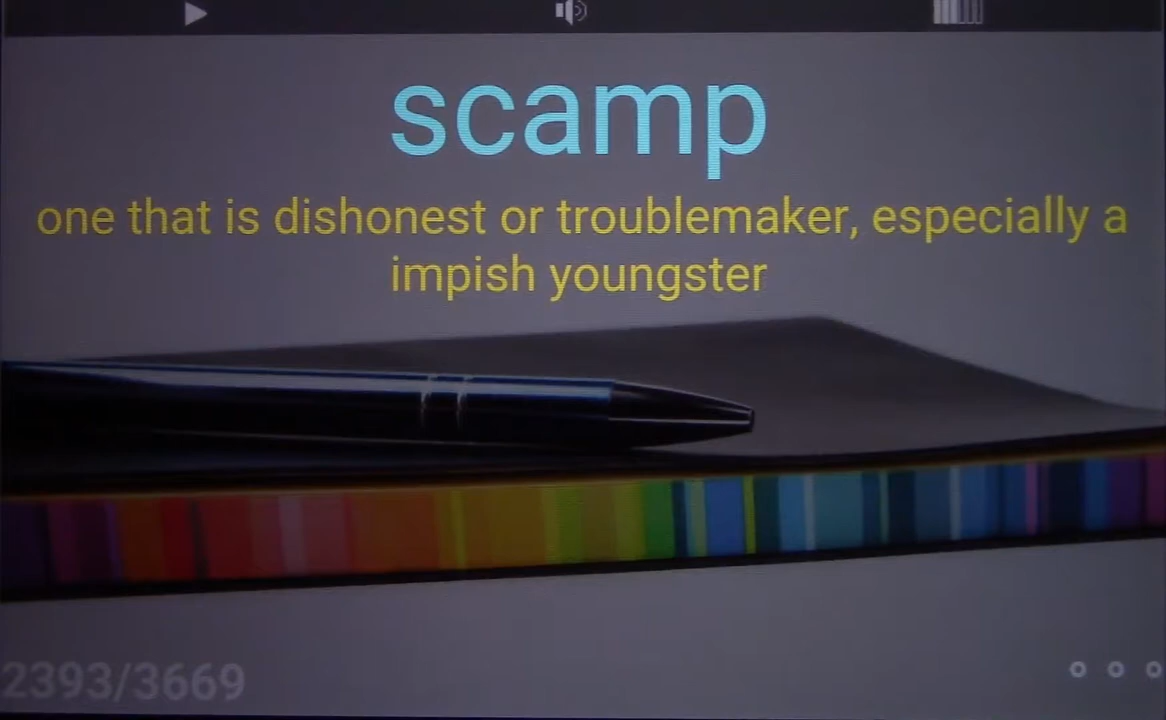 scamp
one that is dishonest or troublemaker, especially a
impish youngster
2393/3669